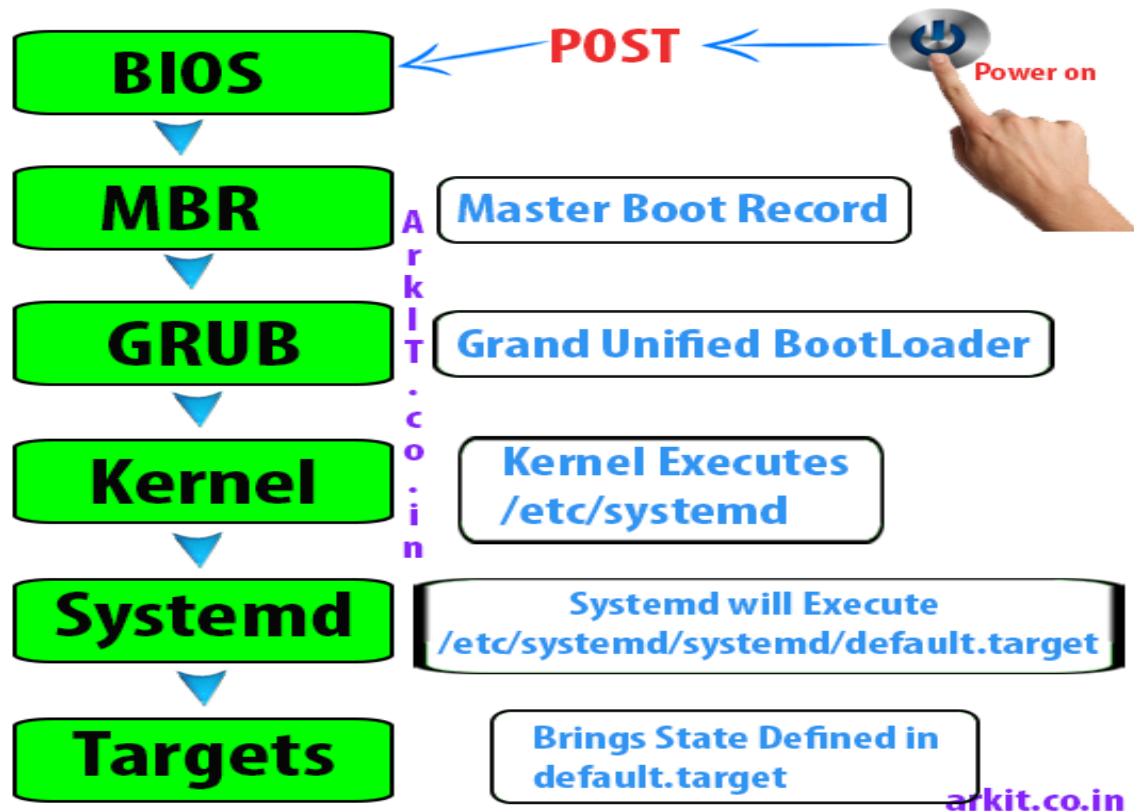 POST
Power on
BIOS
MBR
Master Boot Record
GRUB
Grand Unified BootLoader
Kernel
Kernel Executes
/etc/systemd
Systemd
Systemd will Execute
/etc/systemd/systemd/default.target
Targets
Brings State Defined in
default.target
ArkIT.co.in
arkit.co.in